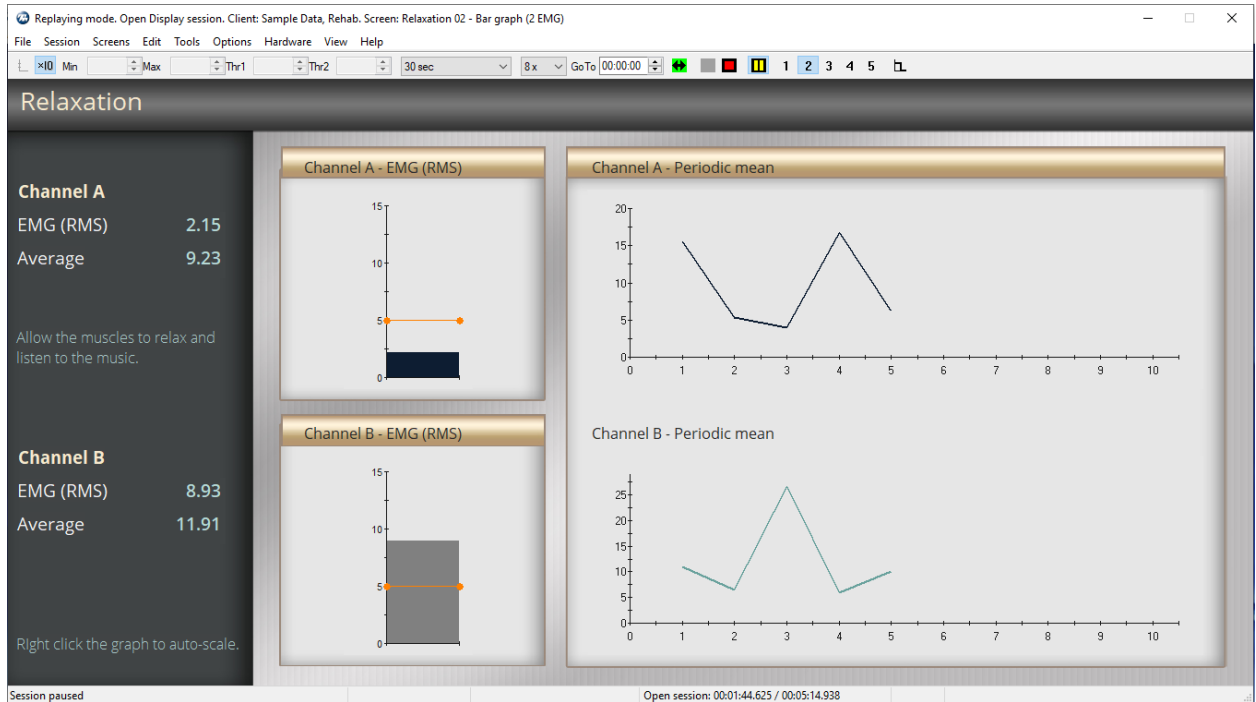 Replaying mode. Open Display session. Client: Sample Data, Rehab. Screen: Relaxation 02 - Bar graph (2 EMG)
File Session Screens Edit Tools Options Hardware View Help
×10 Min Max Thr1 Thr2 30 sec 8 x GoTo 00:00:00 1 2 3 4 5
Relaxation
Channel A
EMG (RMS) 2.15
Average 9.23
Allow the muscles to relax and
listen to the music.
Channel B
EMG (RMS) 8.93
Average 11.91
RIght click the graph to auto-scale.
Channel A - EMG (RMS)
15
10
5
0
Channel B - EMG (RMS)
15
10
5
0
Channel A - Periodic mean
20
15
10
5
0
0 1 2 3 4 5 6 7 8 9 10
Channel B - Periodic mean
25
20
15
10
5
0
0 1 2 3 4 5 6 7 8 9 10
Session paused
Open session: 00:01:44.625 / 00:05:14.938